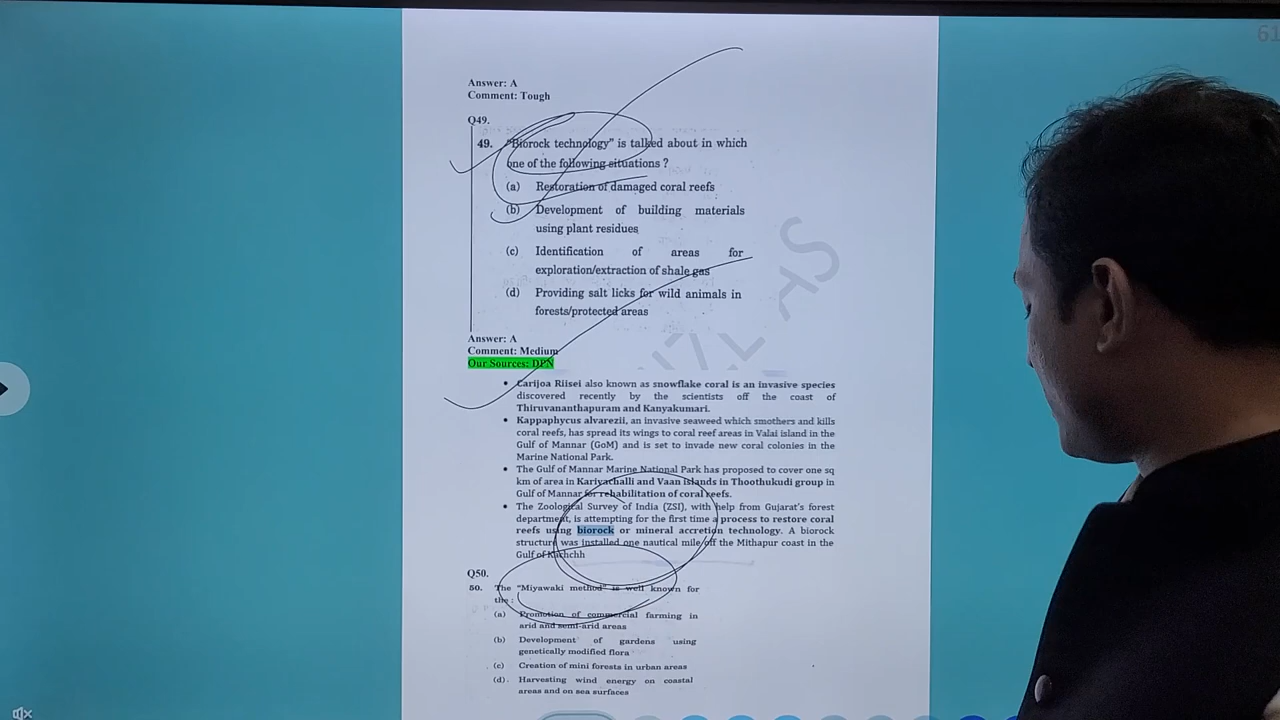 61
Answer: A
Comment: Tough
Q49.
49. "Biorock technology" is talked about in which
one of the following situations ?
(a) Restoration of damaged coral reefs
(b) Development of building materials
using plant residues
(c) Identification of areas for
exploration/extraction of shale gas
(d) Providing salt licks for wild animals in
forests/protected areas
Answer: A
Comment: Medium
Our Sources: DPN
• Carijoa Riisei also known as snowflake coral is an invasive species
discovered recently by the scientists off the coast of
Thiruvananthapuram and Kanyakumari.
• Kappaphycus alvarezii, an invasive seaweed which smothers and kills
coral reefs, has spread its wings to coral reef areas in Valai island in the
Gulf of Mannar (GoM) and is set to invade new coral colonies in the
Marine National Park.
• The Gulf of Mannar Marine National Park has proposed to cover one sq
km of area in Kariyachalli and Vaan islands in Thoothukudi group in
Gulf of Mannar for rehabilitation of coral reefs.
• The Zoological Survey of India (ZSI), with help from Gujarat's forest
department, is attempting for the first time a process to restore coral
reefs using biorock or mineral accretion technology. A biorock
structure was installed one nautical mile off the Mithapur coast in the
Gulf of Kachchh
Q50.
50. The "Miyawaki method" is well known for
the :
(a) Promotion of commercial farming in
arid and semi-arid areas
(b) Development of gardens using
genetically modified flora
(c) Creation of mini forests in urban areas
(d). Harvesting wind energy on coastal
areas and on sea surfaces